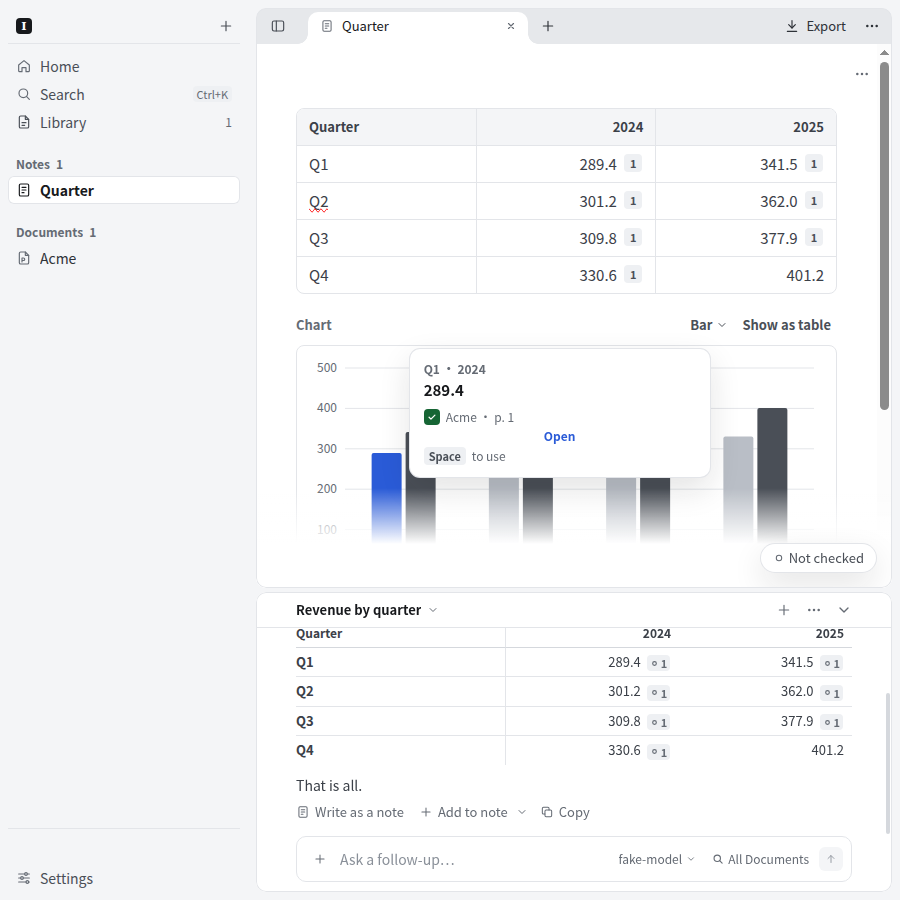 I
Home
Search Ctrl+K
Library 1
Notes 1
Quarter
Documents 1
Acme
Settings
Quarter
Export
Quarter 2024 2025
Q1 289.4 1 341.5 1
Q2 301.2 1 362.0 1
Q3 309.8 1 377.9 1
Q4 330.6 1 401.2
Chart Bar Show as table
500
400
300
200
100
Q1 • 2024
289.4
Acme • p. 1
Open
Space to use
Not checked
Revenue by quarter
Quarter 2024 2025
Q1 289.4 1 341.5 1
Q2 301.2 1 362.0 1
Q3 309.8 1 377.9 1
Q4 330.6 1 401.2
That is all.
Write as a note Add to note Copy
Ask a follow-up… fake-model All Documents